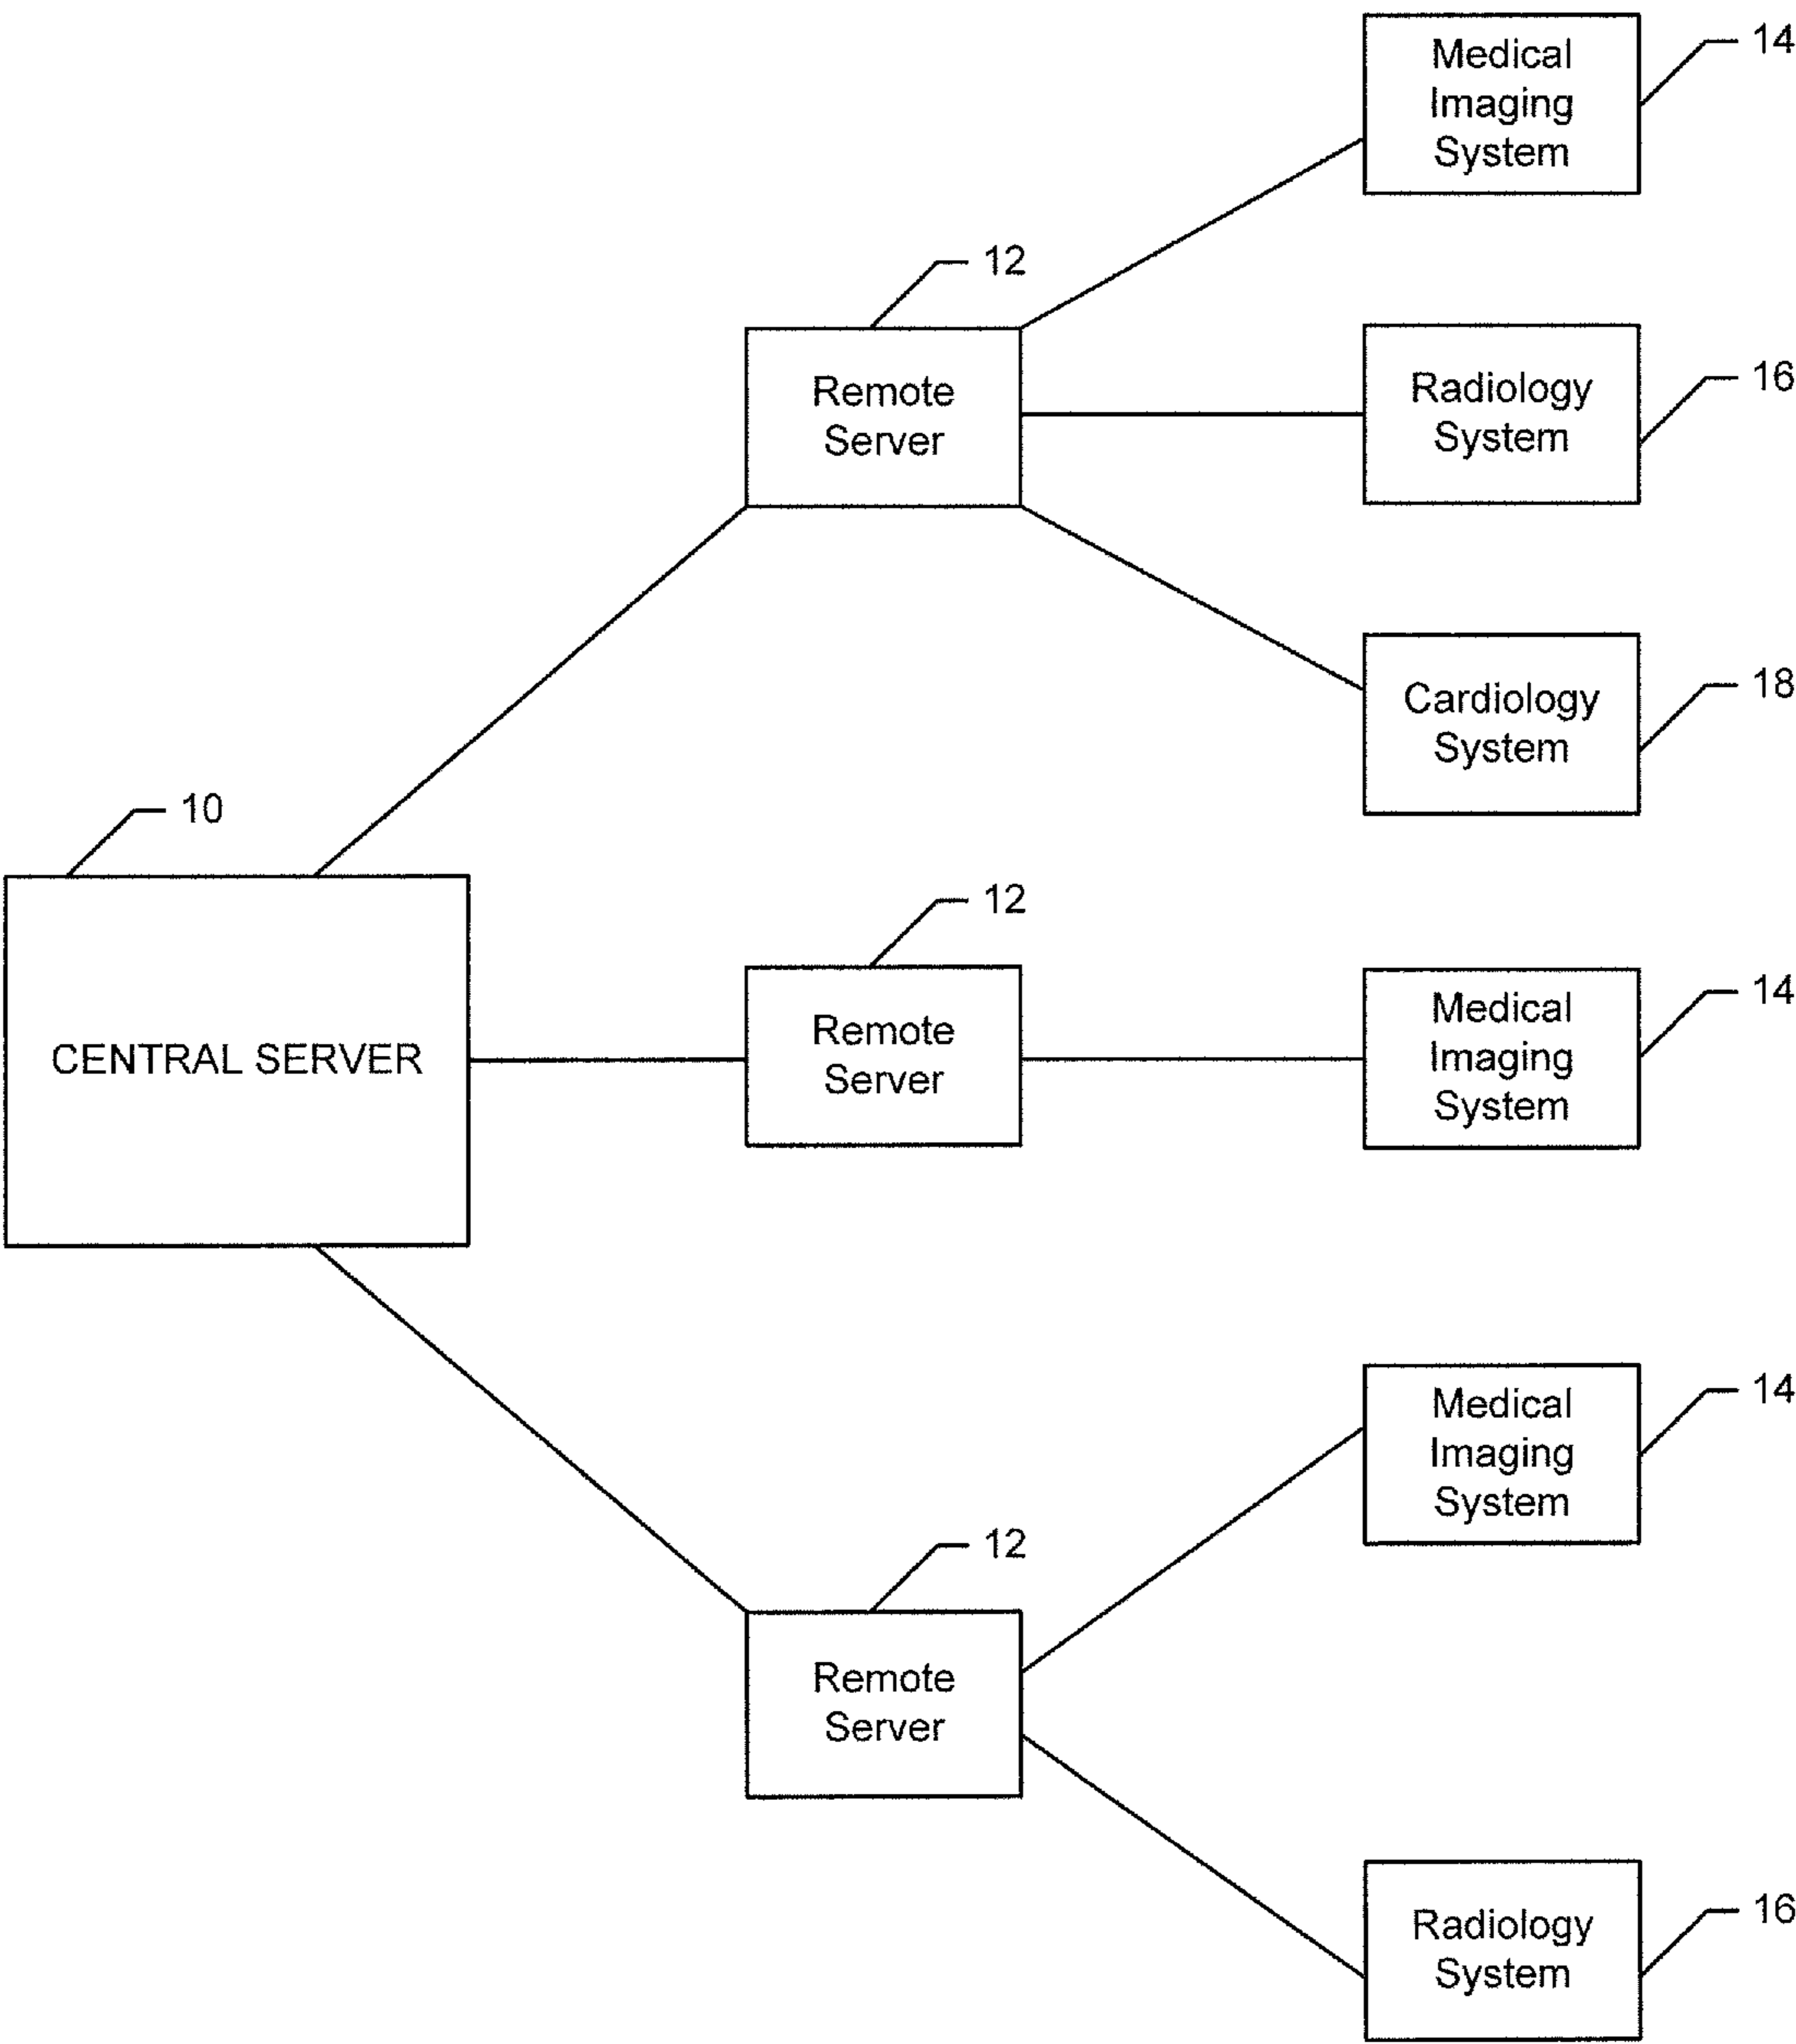 Medical
Imaging
System
14
12
Remote
Server
Radiology
System
16
Cardiology
System
18
10
CENTRAL SERVER
12
Remote
Server
Medical
Imaging
System
14
Medical
Imaging
System
14
12
Remote
Server
Radiology
System
16